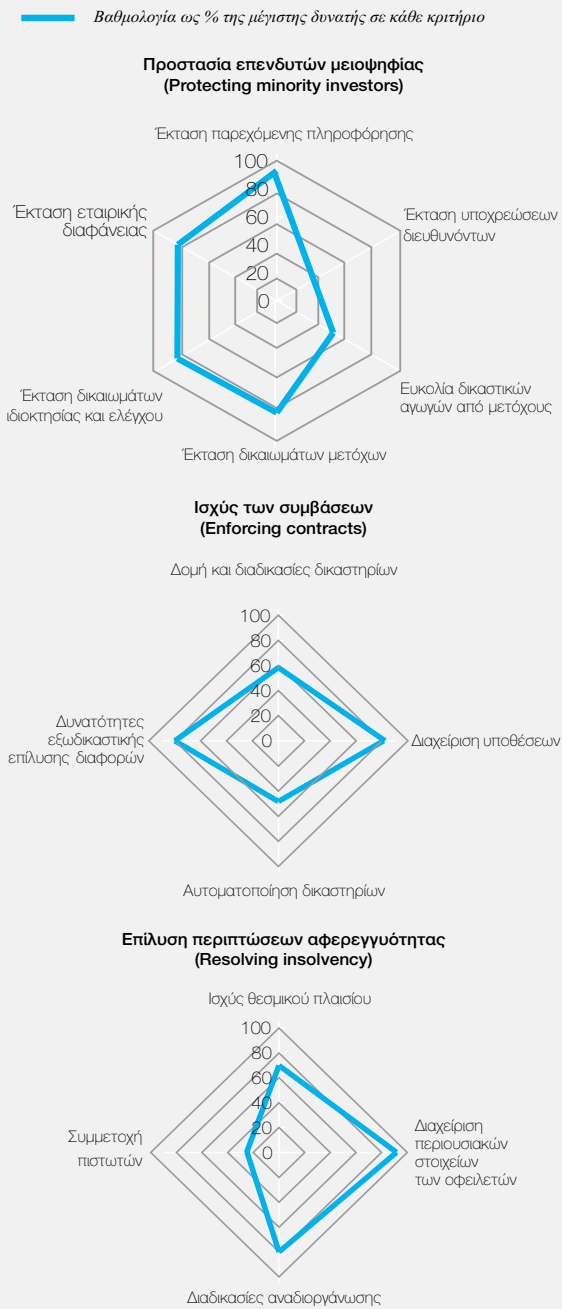 Βαθμολογία ως % της μέγιστης δυνατής σε κάθε κριτήριο
Προστασία επενδυτών μειοψηφίας
(Protecting minority investors)
Έκταση παρεχόμενης πληροφόρησης
100
80
60
40
20
0
Έκταση υποχρεώσεων
διευθυνόντων
Ευκολία δικαστικών
αγωγών από μετόχους
Έκταση δικαιωμάτων μετόχων
Έκταση δικαιωμάτων
ιδιοκτησίας και ελέγχου
Έκταση εταιρικής
διαφάνειας
Ισχύς των συμβάσεων
(Enforcing contracts)
Δομή και διαδικασίες δικαστηρίων
100
80
60
40
20
0
Διαχείριση υποθέσεων
Αυτοματοποίηση δικαστηρίων
Δυνατότητες
εξωδικαστικής
επίλυσης διαφορών
Επίλυση περιπτώσεων αφερεγγυότητας
(Resolving insolvency)
Ισχύς θεσμικού πλαισίου
100
80
60
40
20
0
Διαχείριση
περιουσιακών
στοιχείων
των οφειλετών
Διαδικασίες αναδιοργάνωσης
Συμμετοχή
πιστωτών